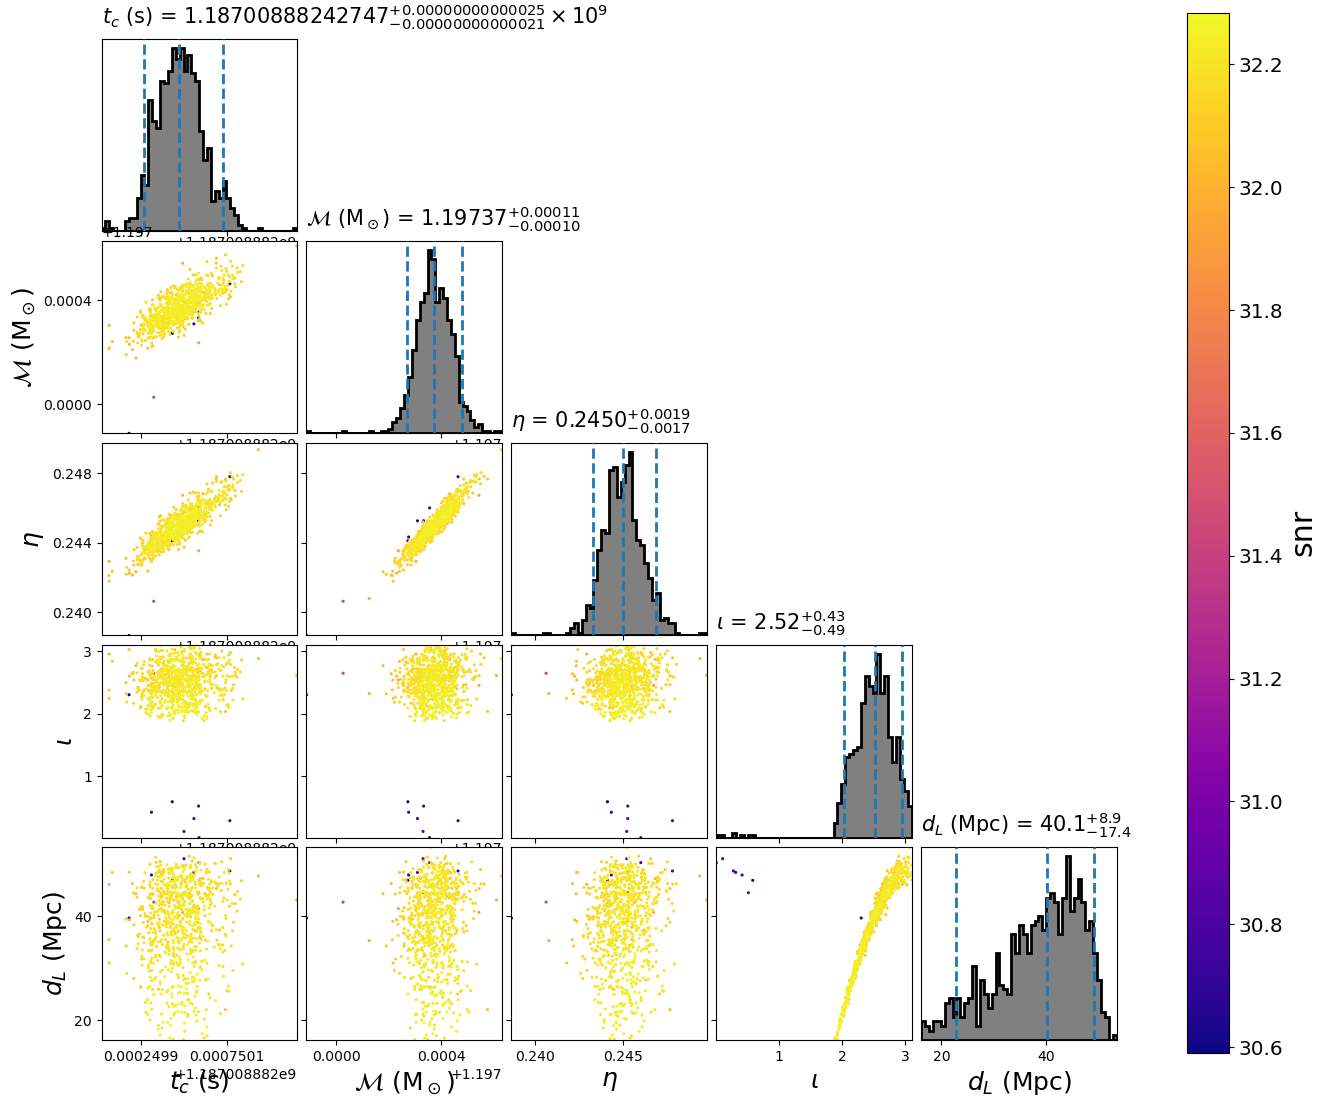 t_c (s) = 1.18700888242747 +0.00000000000025 −0.00000000000021 × 10^9
32.2
32.0
31.8
31.6
31.4
31.2
31.0
30.8
30.6
snr
+1.197
+1.187008882e9
ℳ (M_⊙) = 1.19737 +0.00011 −0.00010
ℳ (M_⊙)
0.0004
0.0000
+1.187008882e9
+1.197
η = 0.2450 +0.0019 −0.0017
η
0.248
0.244
0.240
+1.187008882e9
+1.197
ι = 2.52 +0.43 −0.49
ι
3
2
1
+1.187008882e9
+1.197
d_L (Mpc) = 40.1 +8.9 −17.4
d_L (Mpc)
40
20
0.0002499 0.0007501
0.0000 0.0004
0.240 0.245
1 2 3
20 40
+1.187008882e9
+1.197
t_c (s)
ℳ (M_⊙)
η
ι
d_L (Mpc)